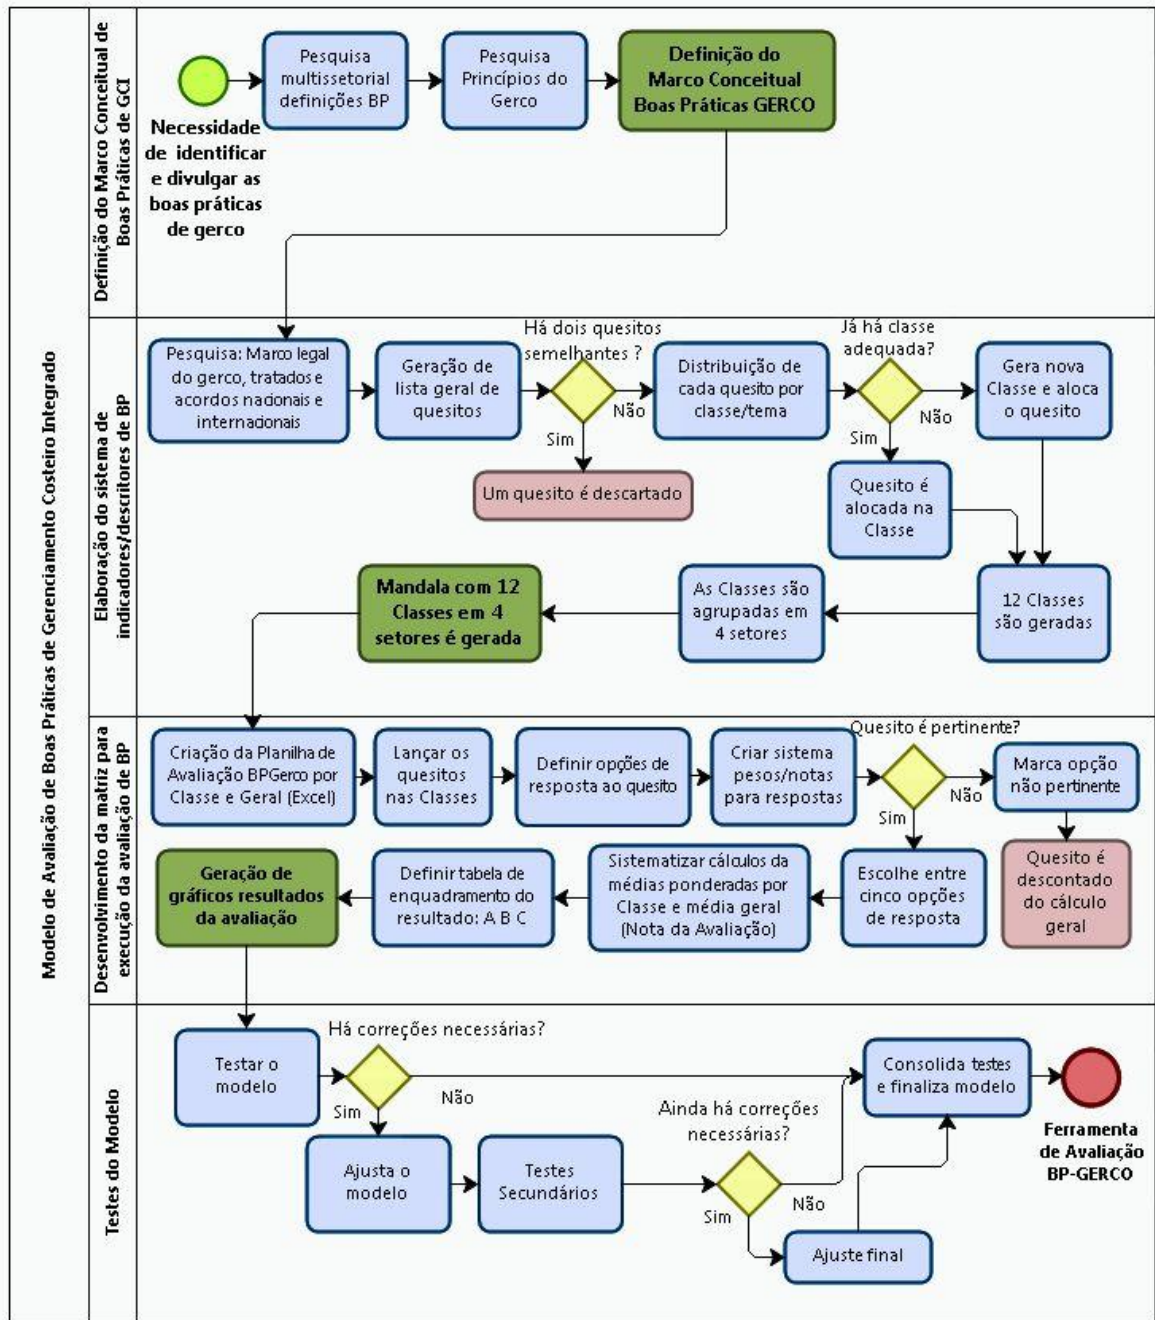 Modelo de Avaliação de Boas Práticas de Gerenciamento Costeiro Integrado
Definição do Marco Conceitual de
Boas Práticas de GCI
Necessidade
de identificar
e divulgar as
boas práticas
de gerco
Pesquisa
multissetorial
definições BP
Pesquisa
Princípios do
Gerco
Definição do
Marco Conceitual
Boas Práticas GERCO
Elaboração do sistema de
indicadores/descritores de BP
Pesquisa: Marco legal
do gerco, tratados e
acordos nacionais e
internacionais
Geração de
lista geral de
quesitos
Há dois quesitos
semelhantes ?
Não
Sim
Um quesito é descartado
Distribuição de
cada quesito por
classe/tema
Já há classe
adequada?
Não
Sim
Gera nova
Classe e aloca
o quesito
Quesito é
alocada na
Classe
12 Classes
são geradas
As Classes são
agrupadas em
4 setores
Mandala com 12
Classes em 4
setores é gerada
Desenvolvimento da matriz para
execução da avaliação de BP
Criação da Planilha de
Avaliação BPGerco por
Classe e Geral (Excel)
Lançar os
quesitos
nas Classes
Definir opções de
resposta ao quesito
Criar sistema
pesos/notas
para respostas
Quesito é pertinente?
Não
Sim
Marca opção
não pertinente
Quesito é
descontado
do cálculo
geral
Escolhe entre
cinco opções
de resposta
Sistematizar cálculos da
médias ponderadas por
Classe e média geral
(Nota da Avaliação)
Definir tabela de
enquadramento do
resultado: A B C
Geração de
gráficos resultados
da avaliação
Testes do Modelo
Testar o
modelo
Há correções necessárias?
Não
Sim
Ajusta o
modelo
Testes
Secundários
Ainda há correções
necessárias?
Não
Sim
Ajuste final
Consolida testes
e finaliza modelo
Ferramenta
de Avaliação
BP-GERCO